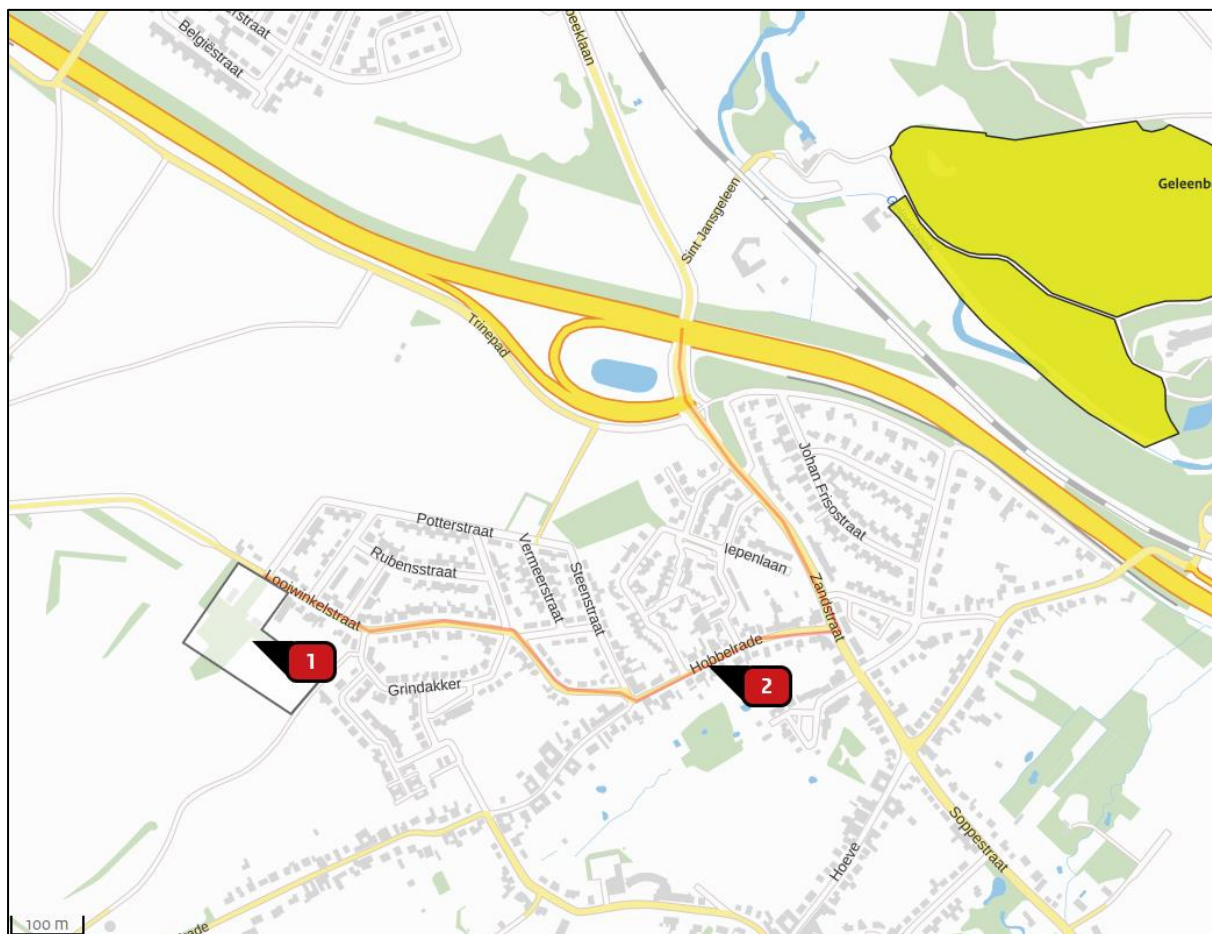 Belgiëstraat
Sint Jansgeleen
Geleenb
Trinepad
Johan Frisostraat
Potterstraat
Rubensstraat
Vermeerstraat
Steenstraat
Iepenlaan
Looiwinkelstraat
Zandstraat
Hobbelrade
1
2
Grindakker
Soppestraat
Hoeve
100 m